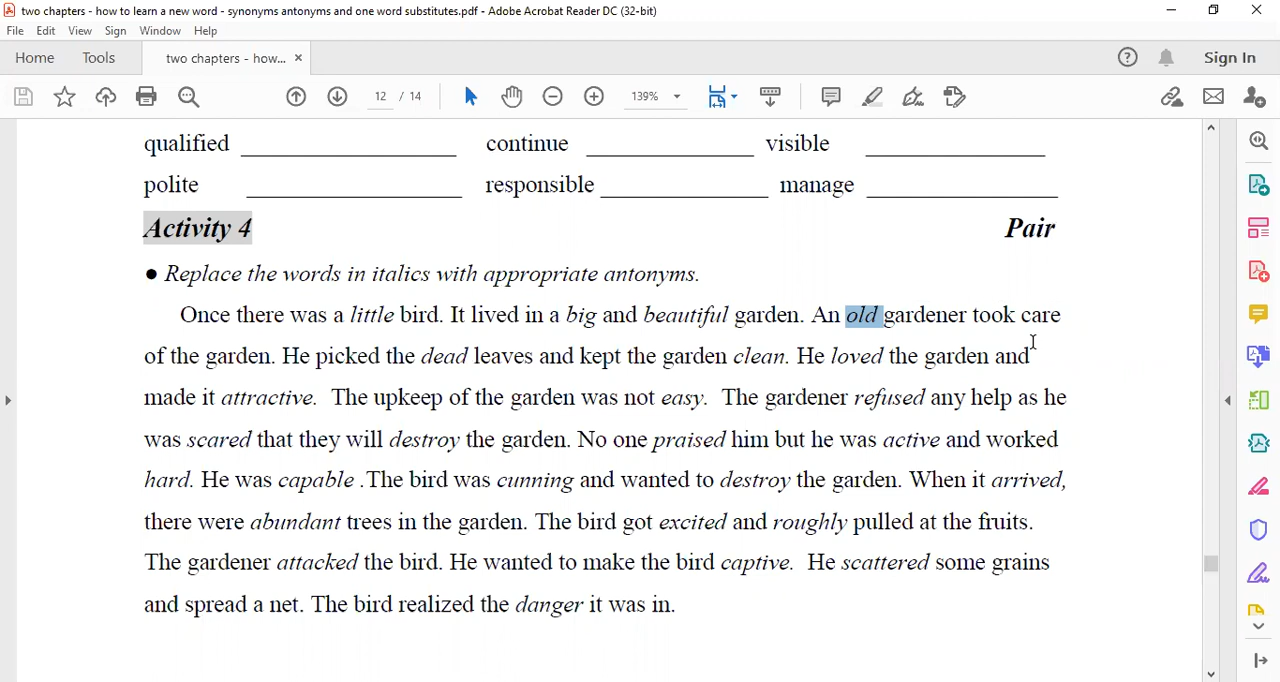 two chapters - how to learn a new word - synonyms antonyms and one word substitutes.pdf - Adobe Acrobat Reader DC (32-bit)
File Edit View Sign Window Help
Home Tools two chapters - how... × Sign In
12 / 14 139%
qualified ____________ continue ____________ visible ____________
polite ____________ responsible ____________ manage ____________
Activity 4 Pair
● Replace the words in italics with appropriate antonyms.
Once there was a little bird. It lived in a big and beautiful garden. An old gardener took care
of the garden. He picked the dead leaves and kept the garden clean. He loved the garden and
made it attractive. The upkeep of the garden was not easy. The gardener refused any help as he
was scared that they will destroy the garden. No one praised him but he was active and worked
hard. He was capable .The bird was cunning and wanted to destroy the garden. When it arrived,
there were abundant trees in the garden. The bird got excited and roughly pulled at the fruits.
The gardener attacked the bird. He wanted to make the bird captive. He scattered some grains
and spread a net. The bird realized the danger it was in.